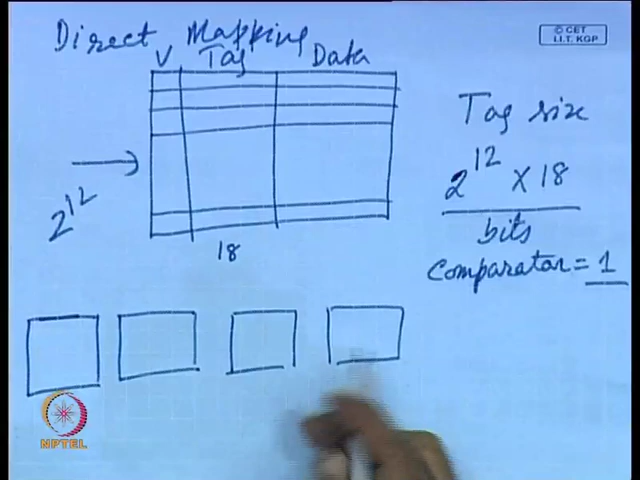 Direct Mapping
© CET
I.I.T. KGP
V Tag Data
Tag size
2^12 × 18
bits
Comparator = 1
2^12
18
NPTEL